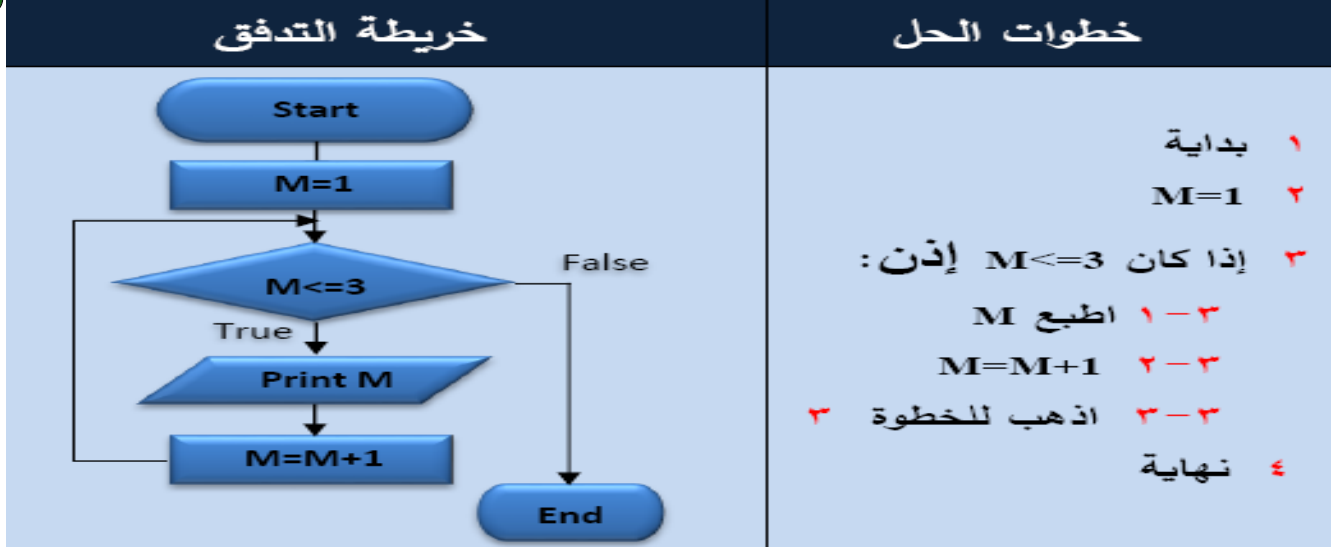 خطوات الحل
١ بداية
٢ M=1
٣ إذا كان M<=3 إذن :
٣-١ اطبع M
٣-٢ M=M+1
٣-٣ اذهب للخطوة ٣
٤ نهاية
خريطة التدفق
Start
M=1
M<=3
False
True
Print M
M=M+1
End